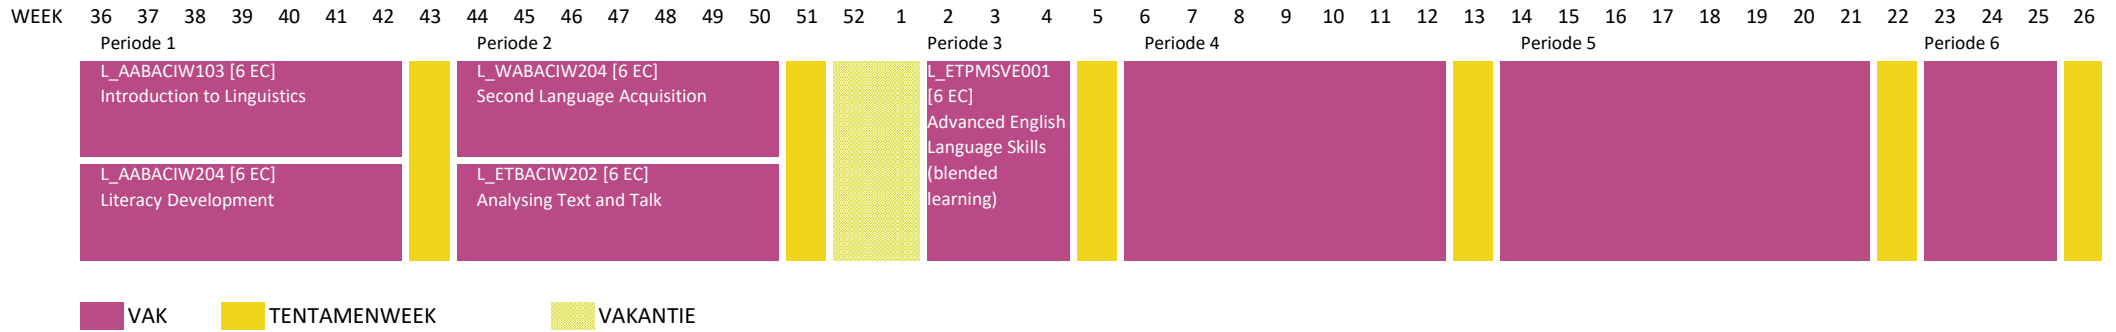 WEEK 36 37 38 39 40 41 42 43 44 45 46 47 48 49 50 51 52 1 2 3 4 5 6 7 8 9 10 11 12 13 14 15 16 17 18 19 20 21 22 23 24 25 26
Periode 1 Periode 2 Periode 3 Periode 4 Periode 5 Periode 6
L_AABACIW103 [6 EC]
Introduction to Linguistics
L_AABACIW204 [6 EC]
Literacy Development
L_WABACIW204 [6 EC]
Second Language Acquisition
L_ETBACIW202 [6 EC]
Analysing Text and Talk
L_ETPMSVE001
[6 EC]
Advanced English
Language Skills
(blended
learning)
VAK TENTAMENWEEK VAKANTIE